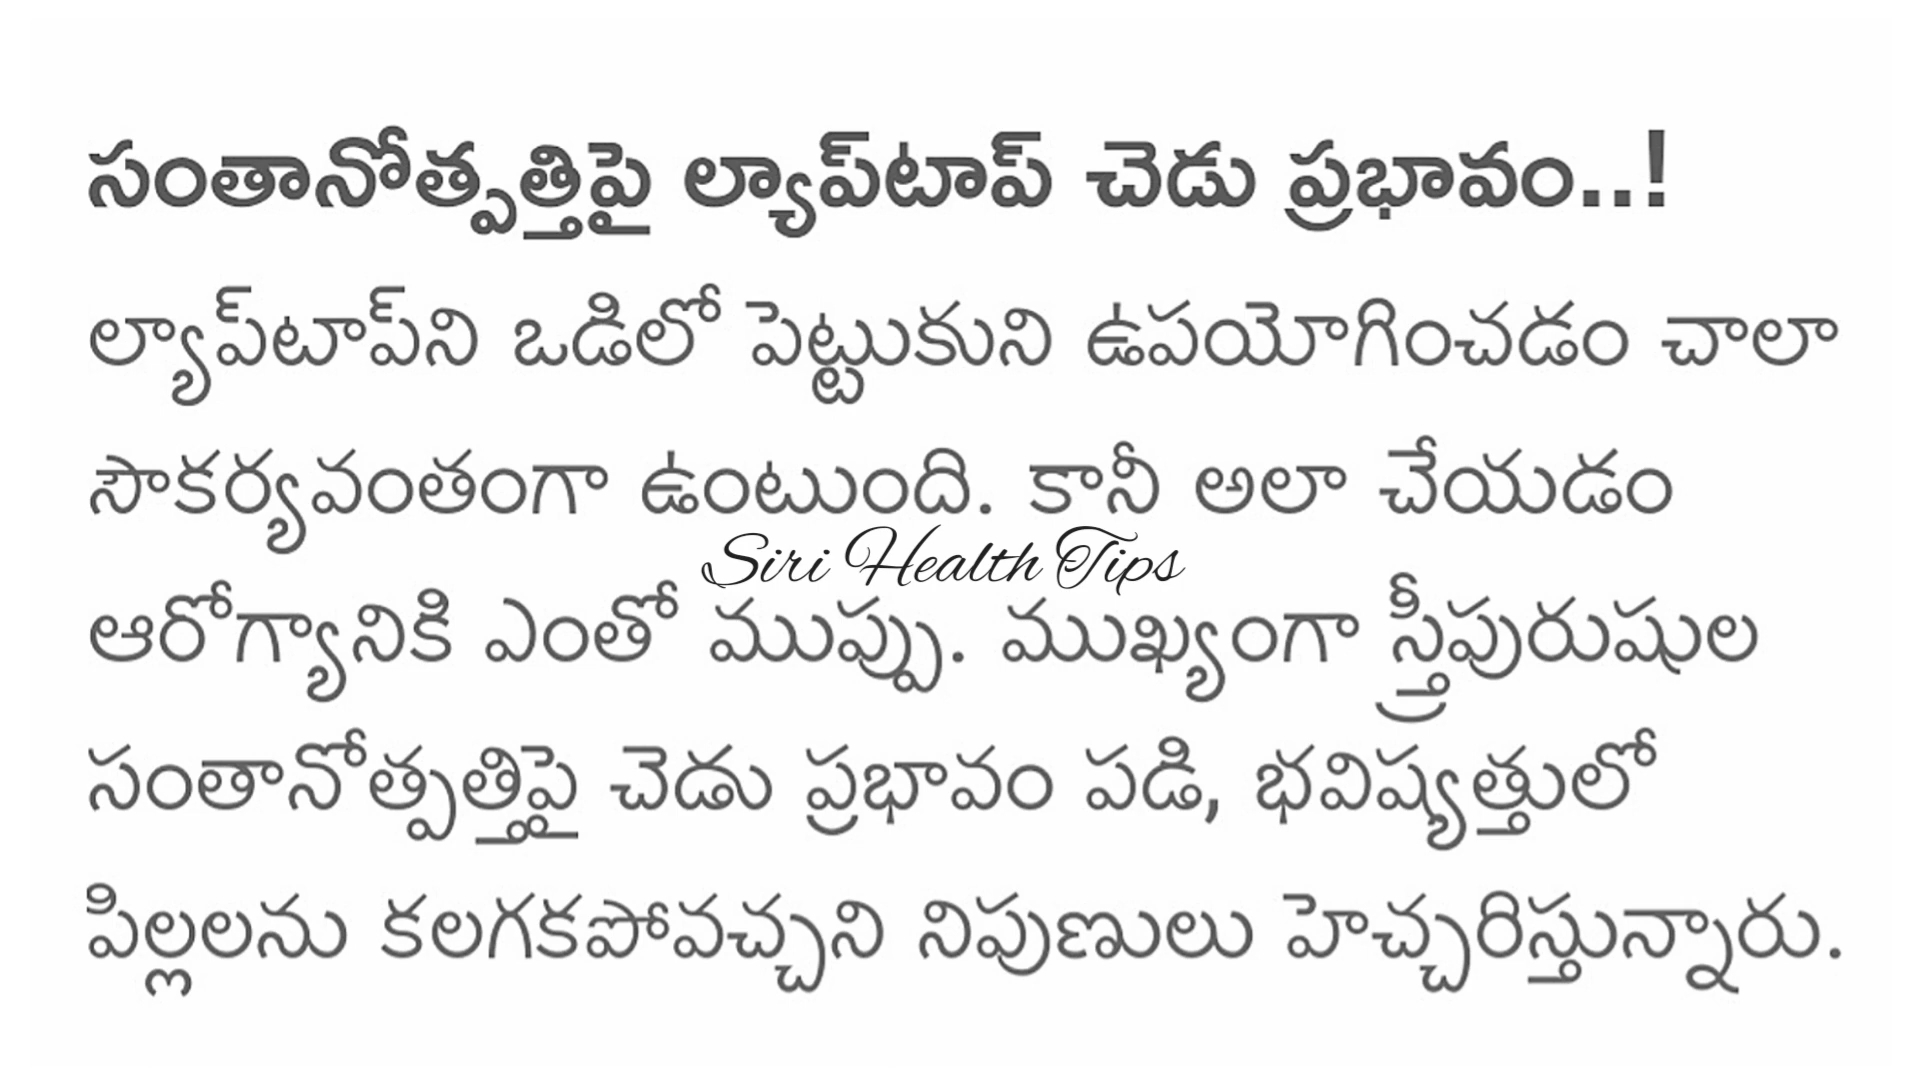 సంతానోత్పత్తిపై ల్యాప్‌టాప్ చెడు ప్రభావం..!
ల్యాప్‌టాప్‌ని ఒడిలో పెట్టుకుని ఉపయోగించడం చాలా
సౌకర్యవంతంగా ఉంటుంది. కానీ అలా చేయడం
Siri Health Tips
ఆరోగ్యానికి ఎంతో ముప్పు. ముఖ్యంగా స్త్రీపురుషుల
సంతానోత్పత్తిపై చెడు ప్రభావం పడి, భవిష్యత్తులో
పిల్లలను కలగకపోవచ్చని నిపుణులు హెచ్చరిస్తున్నారు.